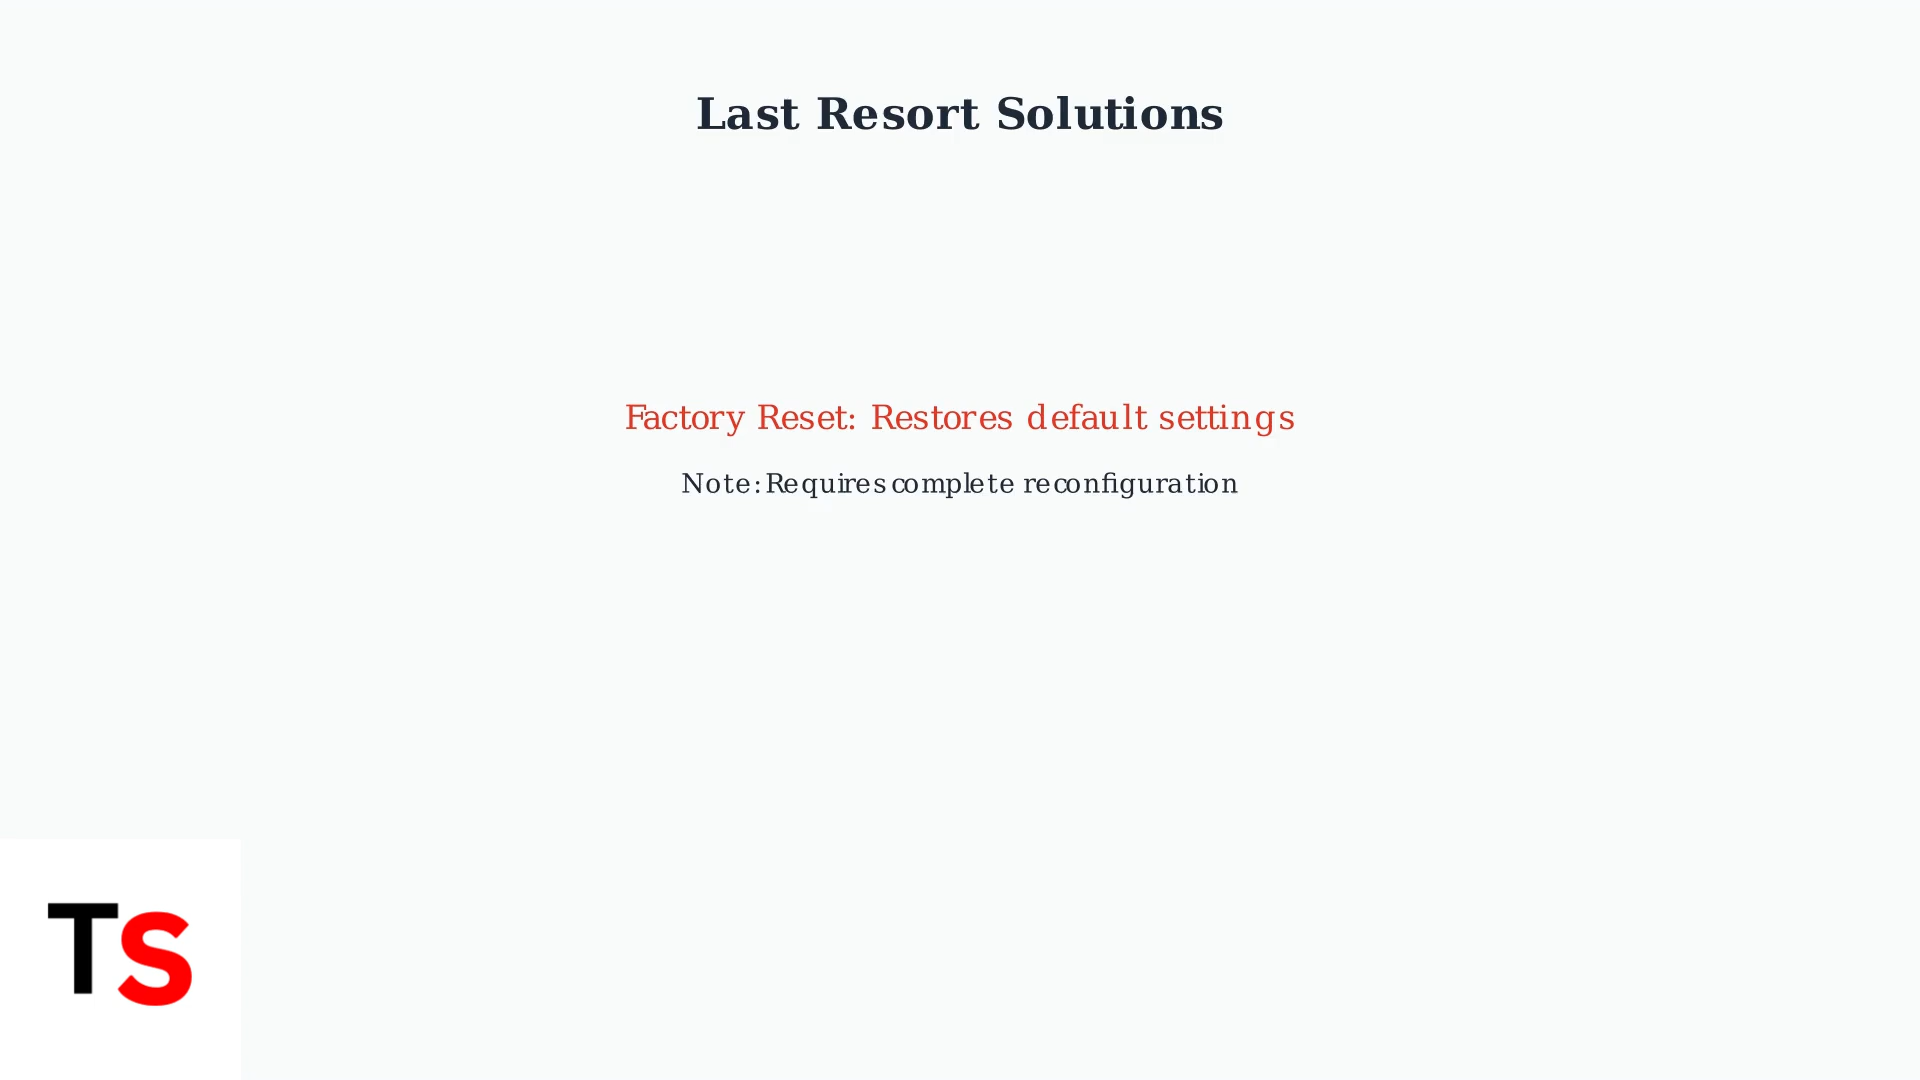 Last Resort Solutions
Factory Reset: Restores default settings
Note: Requires complete reconfiguration
TS